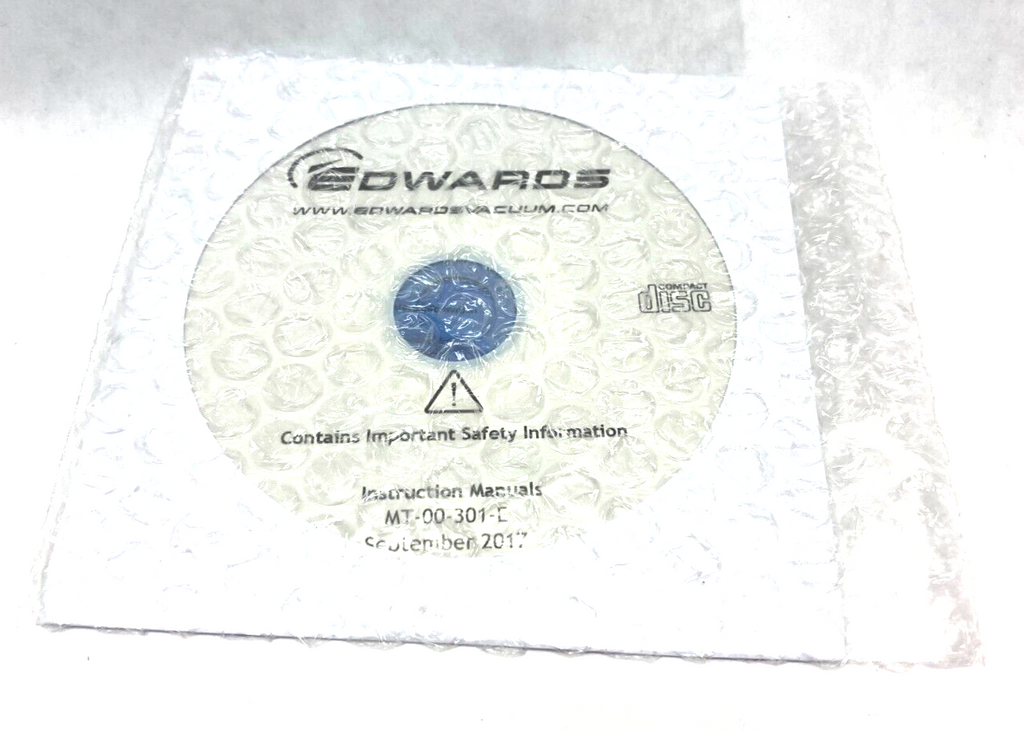 EDWARDS
WWW.EDWARDSVACUUM.COM
COMPACT
disc
Contains Important Safety Information
Instruction Manuals
MT-00-301-E
September 2017